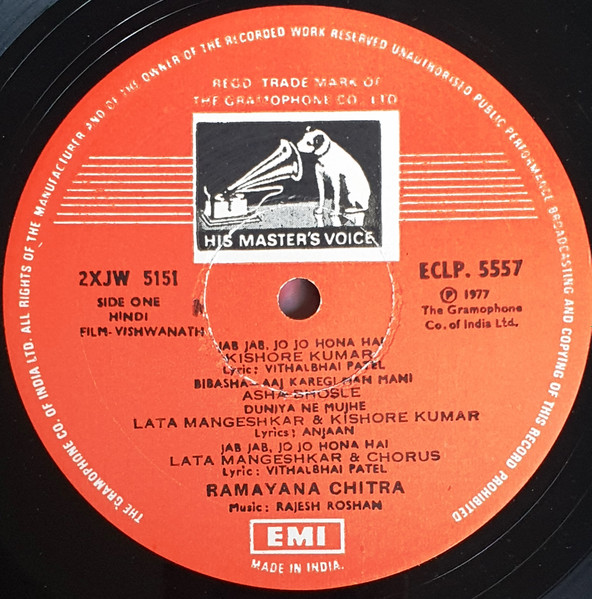 THE GRAMOPHONE CO. OF INDIA LTD. ALL RIGHTS OF THE MANUFACTURER AND OF THE OWNER OF THE RECORDED WORK RESERVED UNAUTHORISED PUBLIC PERFORMANCE BROADCASTING AND COPYING OF THIS RECORD PROHIBITED
REGD. TRADE MARK OF
THE GRAMOPHONE CO. LTD
HIS MASTER'S VOICE
2XJW 5151
SIDE ONE
HINDI
FILM-VISHWANATH
ECLP. 5557
Ⓟ 1977
The Gramophone
Co. of India Ltd.
JAB JAB, JO JO HONA HAI
KISHORE KUMAR
Lyric: VITHALBHAI PATEL
BIBASHA-AAJ KAREGI MAN MANI
ASHA BHOSLE
DUNIYA NE MUJHE
LATA MANGESHKAR & KISHORE KUMAR
Lyrics: ANJAAN
JAB JAB, JO JO HONA HAI
LATA MANGESHKAR & CHORUS
Lyric: VITHALBHAI PATEL
RAMAYANA CHITRA
Music: RAJESH ROSHAN
EMI
MADE IN INDIA.